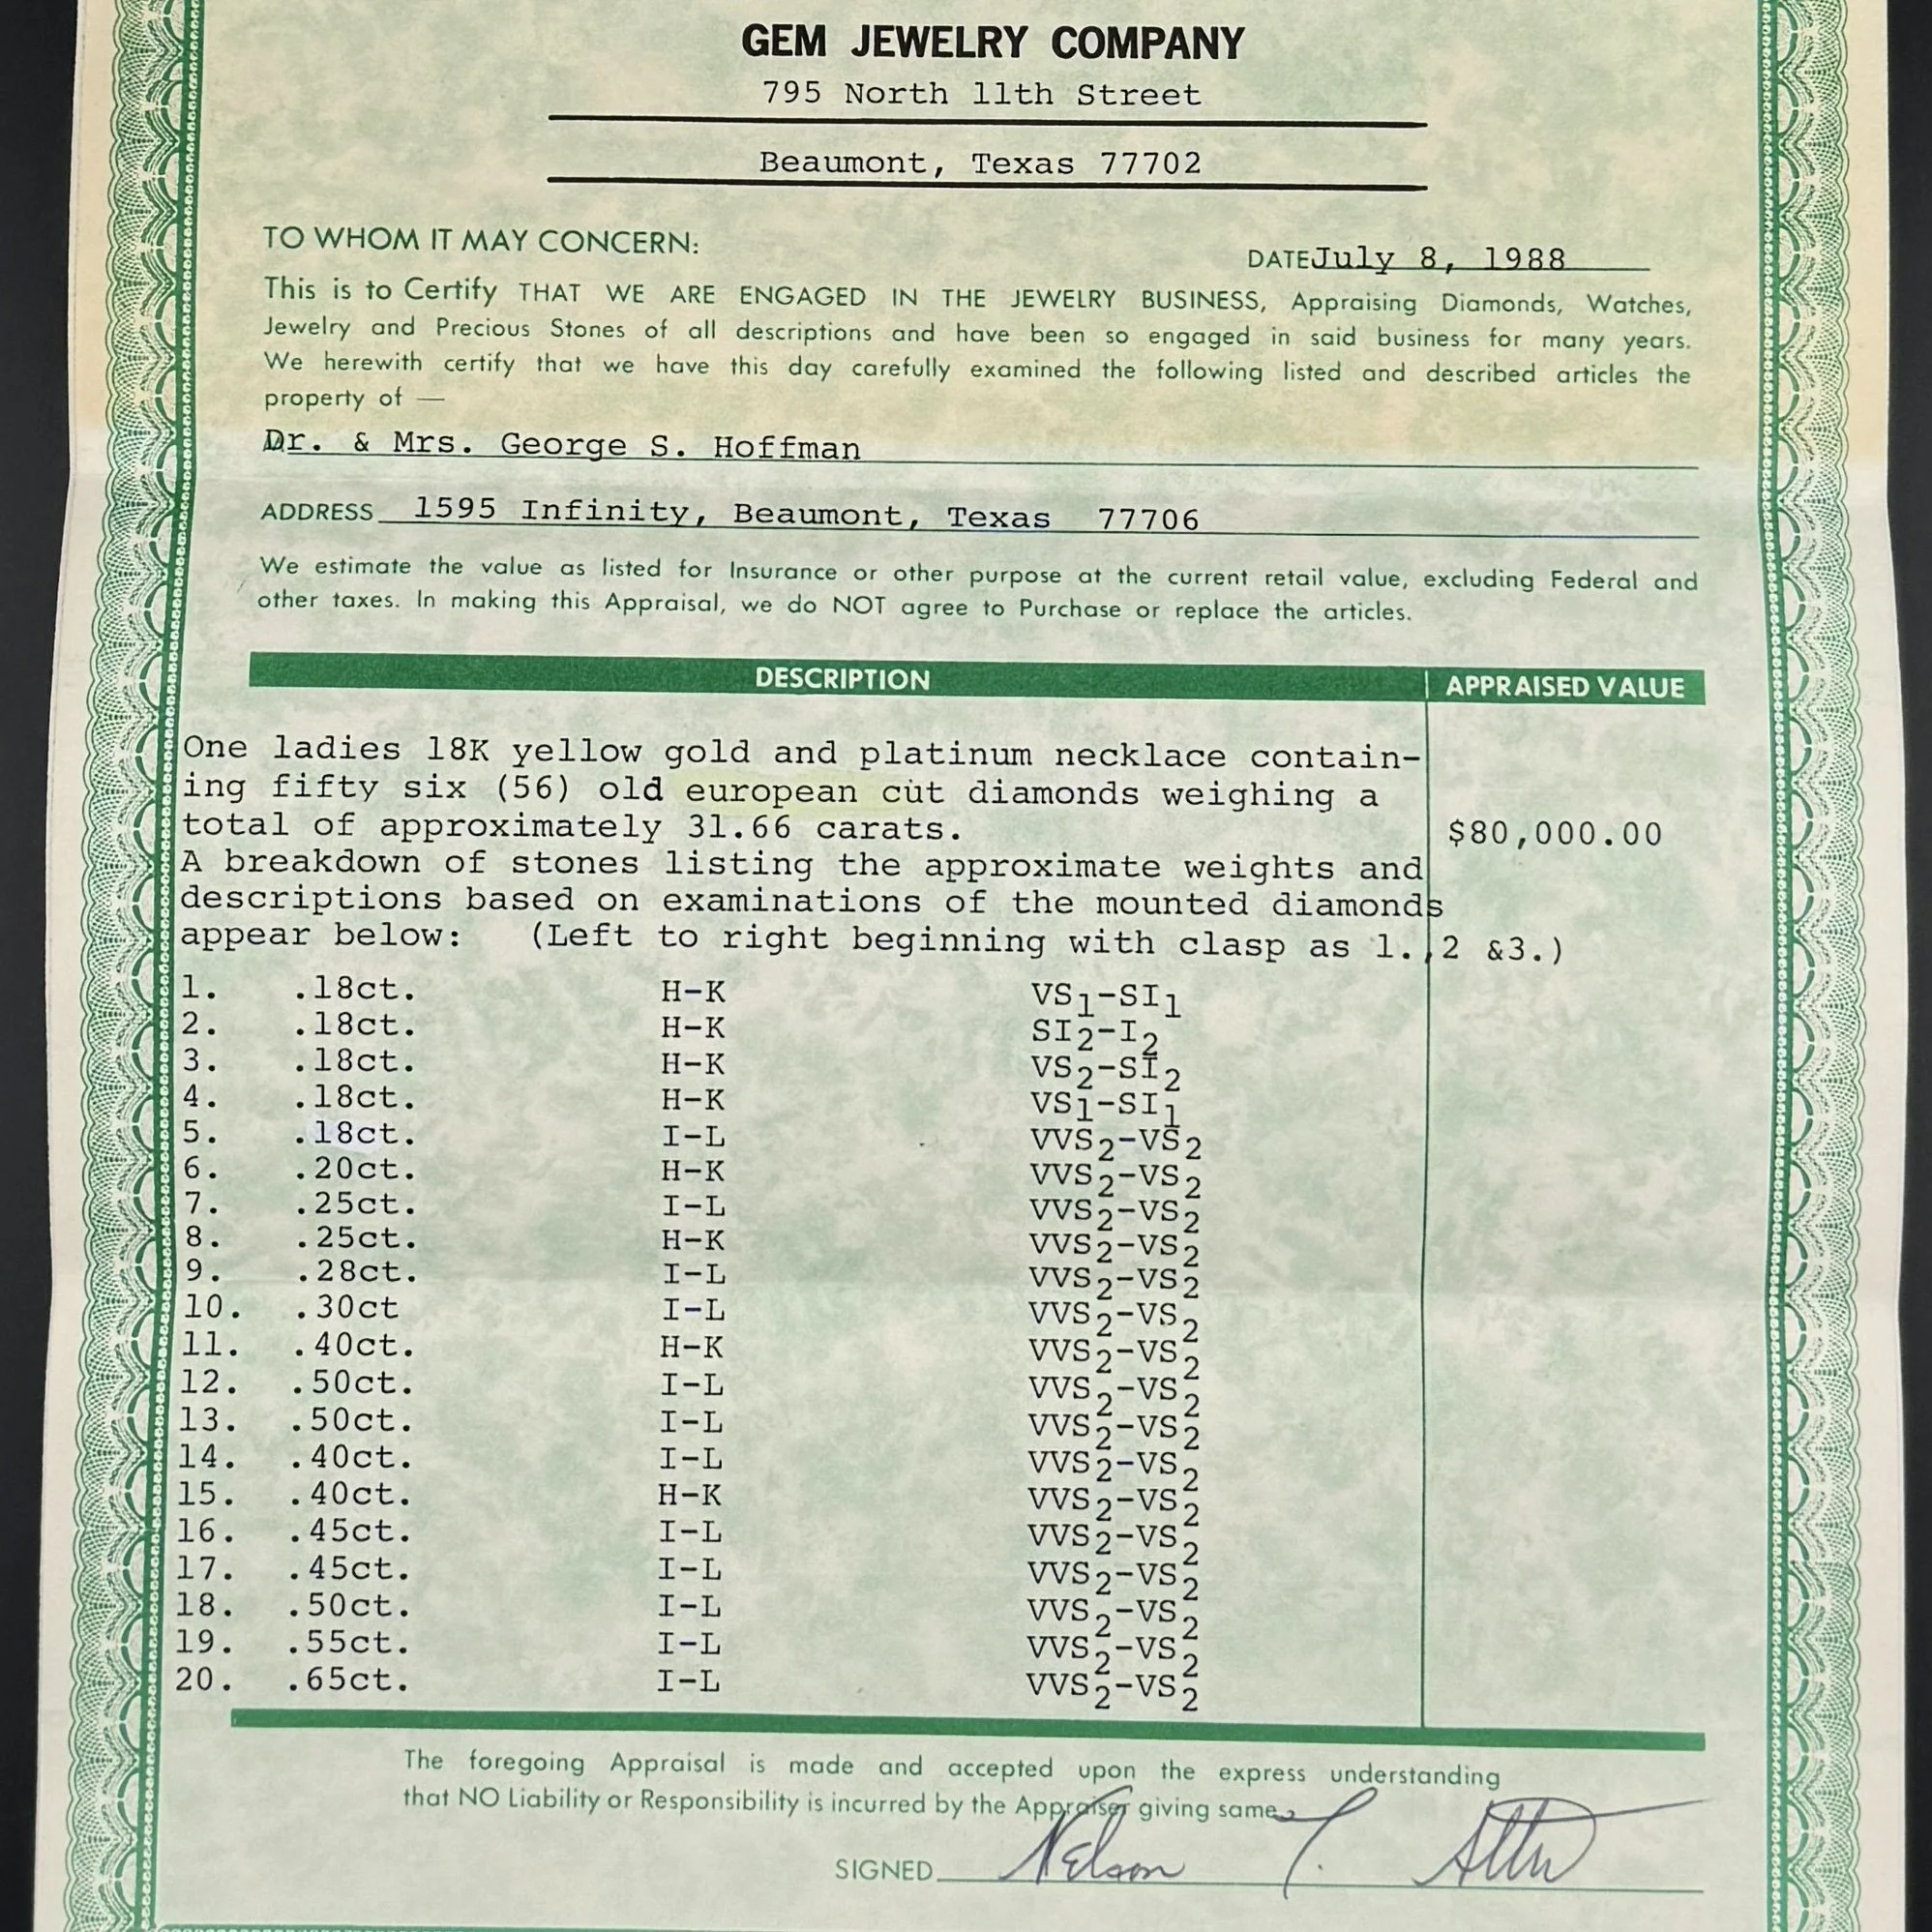 GEM JEWELRY COMPANY
795 North 11th Street
Beaumont, Texas 77702
TO WHOM IT MAY CONCERN:
DATE July 8, 1988
This is to Certify THAT WE ARE ENGAGED IN THE JEWELRY BUSINESS, Appraising Diamonds, Watches,
Jewelry and Precious Stones of all descriptions and have been so engaged in said business for many years.
We herewith certify that we have this day carefully examined the following listed and described articles the
property of —
Dr. & Mrs. George S. Hoffman
ADDRESS 1595 Infinity, Beaumont, Texas 77706
We estimate the value as listed for Insurance or other purpose at the current retail value, excluding Federal and
other taxes. In making this Appraisal, we do NOT agree to Purchase or replace the articles.
DESCRIPTION APPRAISED VALUE
One ladies 18K yellow gold and platinum necklace contain-
ing fifty six (56) old european cut diamonds weighing a
total of approximately 31.66 carats. $80,000.00
A breakdown of stones listing the approximate weights and
descriptions based on examinations of the mounted diamonds
appear below: (Left to right beginning with clasp as 1.,2 &3.)
1. .18ct. H-K VS1-SI1
2. .18ct. H-K SI2-I2
3. .18ct. H-K VS2-SI2
4. .18ct. H-K VS1-SI1
5. .18ct. I-L VVS2-VS2
6. .20ct. H-K VVS2-VS2
7. .25ct. I-L VVS2-VS2
8. .25ct. H-K VVS2-VS2
9. .28ct. I-L VVS2-VS2
10. .30ct I-L VVS2-VS2
11. .40ct. H-K VVS2-VS2
12. .50ct. I-L VVS2-VS2
13. .50ct. I-L VVS2-VS2
14. .40ct. I-L VVS2-VS2
15. .40ct. H-K VVS2-VS2
16. .45ct. I-L VVS2-VS2
17. .45ct. I-L VVS2-VS2
18. .50ct. I-L VVS2-VS2
19. .55ct. I-L VVS2-VS2
20. .65ct. I-L VVS2-VS2
The foregoing Appraisal is made and accepted upon the express understanding
that NO Liability or Responsibility is incurred by the Appraiser giving same.
SIGNED Nelson